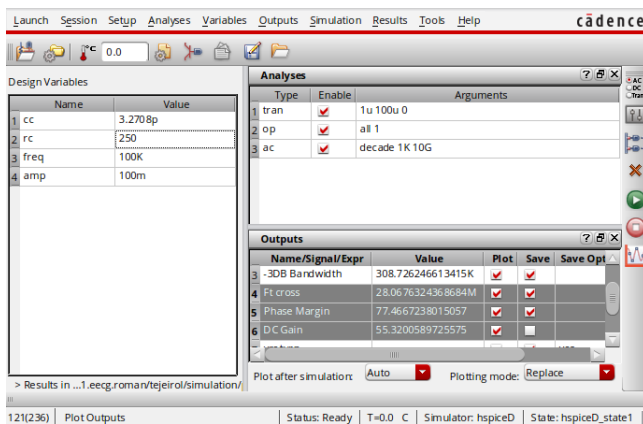 Launch Session Setup Analyses Variables Outputs Simulation Results Tools Help cādence
°C 0.0
Design Variables
Name Value
1 cc 3.2708p
2 rc 250
3 freq 100K
4 amp 100m
> Results in ...1.eecg.roman/tejeirol/simulation/
Analyses ?
Type Enable Arguments
1 tran 1u 100u 0
2 op all 1
3 ac decade 1K 10G
AC
DC
Tran
Outputs ?
Name/Signal/Expr Value Plot Save Save Opt
3 -3DB Bandwidth 308.726246613415K
4 Ft cross 28.0676324368684M
5 Phase Margin 77.4667238015057
6 DC Gain 55.3200589725575
Plot after simulation: Auto Plotting mode: Replace
121(236) Plot Outputs Status: Ready T=0.0 C Simulator: hspiceD State: hspiceD_state1